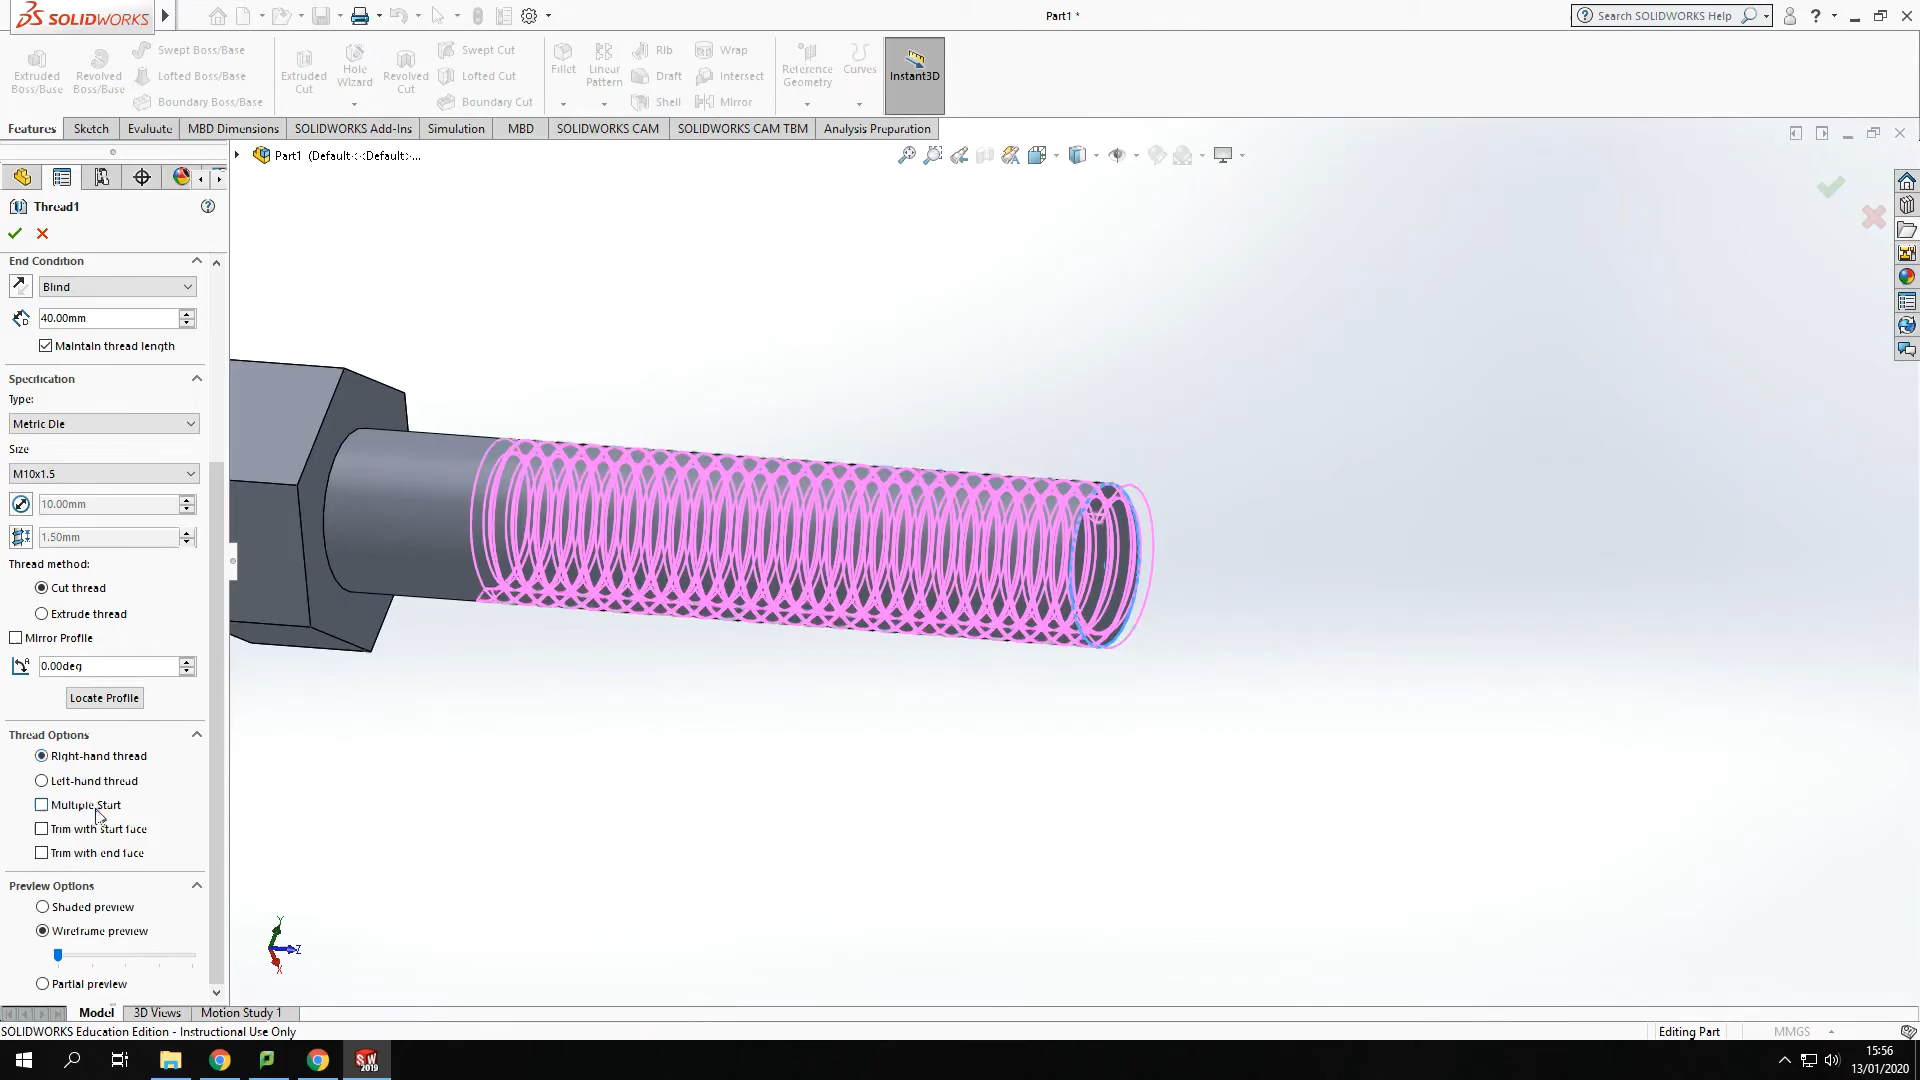 SOLIDWORKS
Part1 *
Search SOLIDWORKS Help
Extruded Boss/Base
Revolved Boss/Base
Swept Boss/Base
Lofted Boss/Base
Boundary Boss/Base
Extruded Cut
Hole Wizard
Revolved Cut
Swept Cut
Lofted Cut
Boundary Cut
Fillet
Linear Pattern
Rib
Draft
Shell
Wrap
Intersect
Mirror
Reference Geometry
Curves
Instant3D
Features Sketch Evaluate MBD Dimensions SOLIDWORKS Add-Ins Simulation MBD SOLIDWORKS CAM SOLIDWORKS CAM TBM Analysis Preparation
Part1 (Default<<Default>...
Thread1
End Condition
Blind
40.00mm
Maintain thread length
Specification
Type:
Metric Die
Size
M10x1.5
10.00mm
1.50mm
Thread method:
Cut thread
Extrude thread
Mirror Profile
0.00deg
Locate Profile
Thread Options
Right-hand thread
Left-hand thread
Multiple Start
Trim with start face
Trim with end face
Preview Options
Shaded preview
Wireframe preview
Partial preview
Y
Z
X
Model 3D Views Motion Study 1
SOLIDWORKS Education Edition - Instructional Use Only
Editing Part
MMGS
SW
2019
15:56
13/01/2020